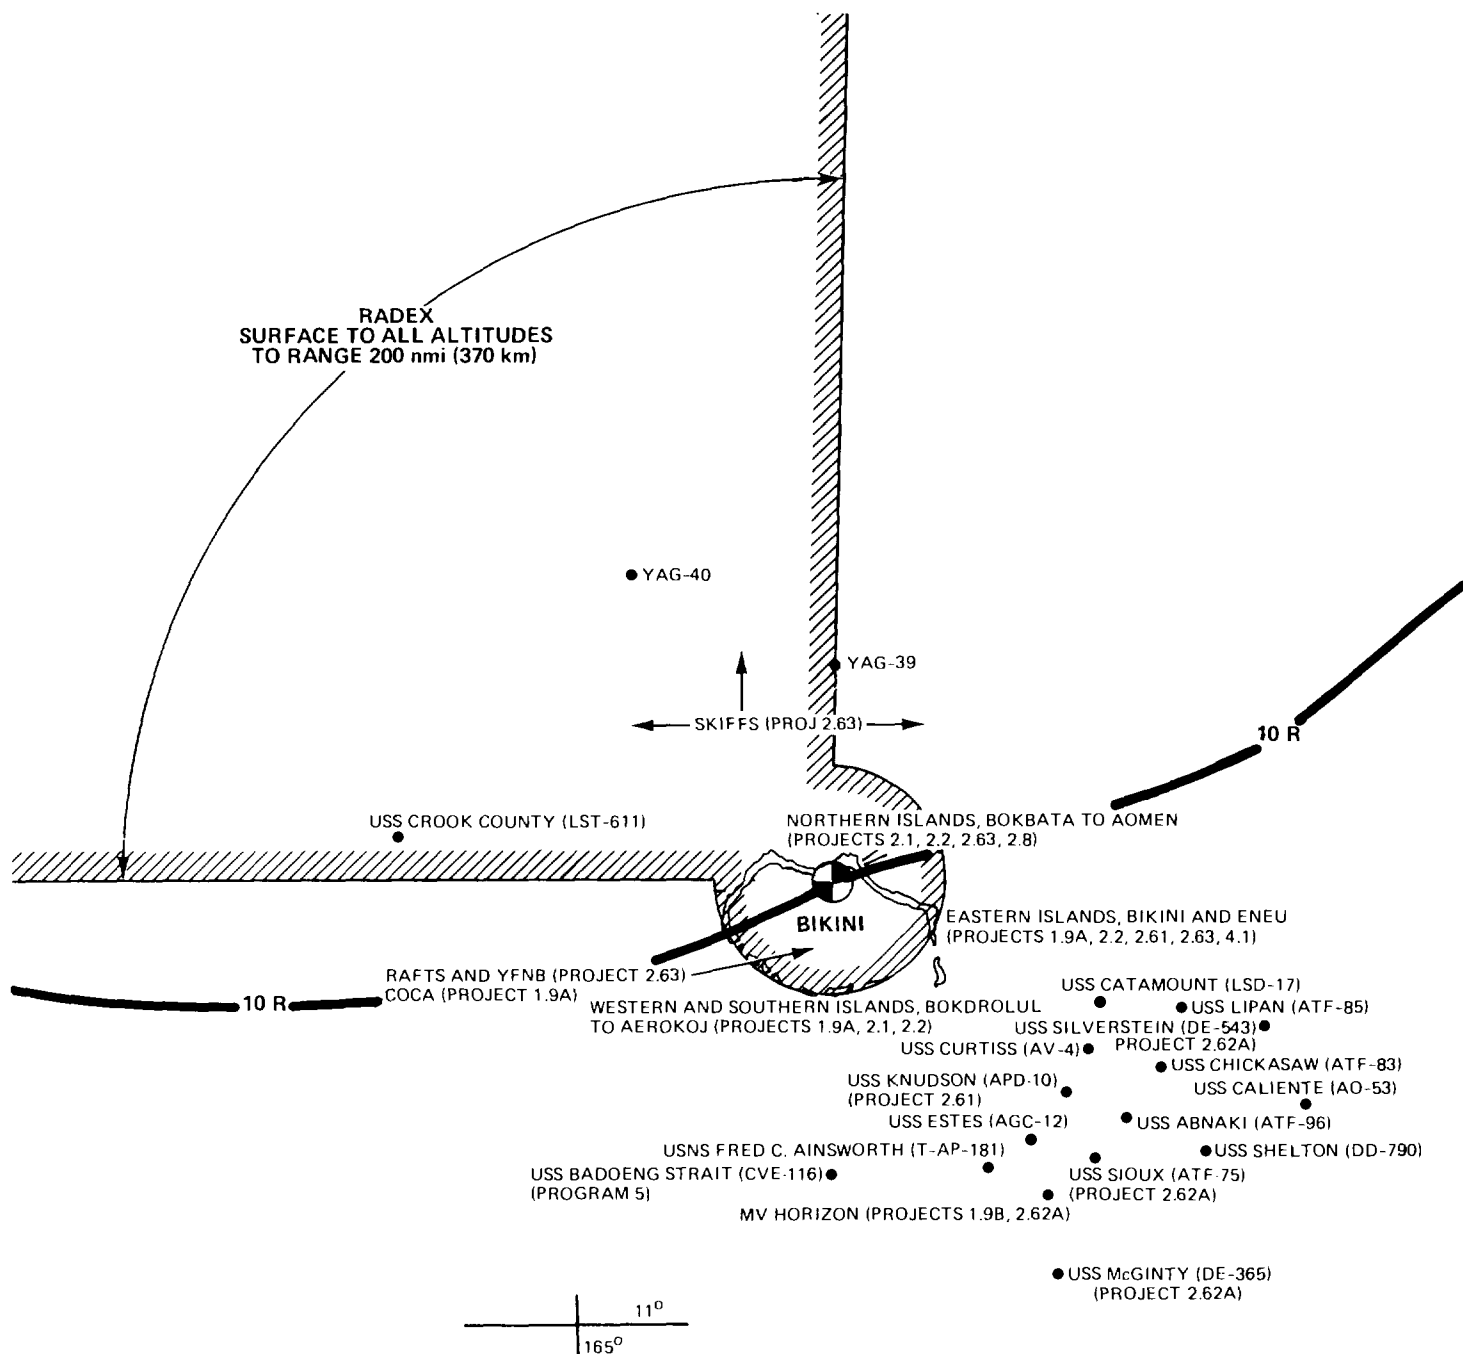 RADEX
SURFACE TO ALL ALTITUDES
TO RANGE 200 nmi (370 km)
YAG-40
YAG-39
SKIFFS (PROJ 2.63)
10 R
USS CROOK COUNTY (LST-611)
NORTHERN ISLANDS, BOKBATA TO AOMEN
(PROJECTS 2.1, 2.2, 2.63, 2.8)
BIKINI
EASTERN ISLANDS, BIKINI AND ENEU
(PROJECTS 1.9A, 2.2, 2.61, 2.63, 4.1)
RAFTS AND YFNB (PROJECT 2.63)
COCA (PROJECT 1.9A)
10 R
WESTERN AND SOUTHERN ISLANDS, BOKDROLUL
TO AEROKOJ (PROJECTS 1.9A, 2.1, 2.2)
USS CATAMOUNT (LSD-17)
USS LIPAN (ATF-85)
USS SILVERSTEIN (DE-543)
PROJECT 2.62A)
USS CURTISS (AV-4)
USS CHICKASAW (ATF-83)
USS KNUDSON (APD-10)
(PROJECT 2.61)
USS CALIENTE (AO-53)
USS ESTES (AGC-12)
USS ABNAKI (ATF-96)
USNS FRED C. AINSWORTH (T-AP-181)
USS SHELTON (DD-790)
USS BADOENG STRAIT (CVE-116)
(PROGRAM 5)
USS SIOUX (ATF-75)
(PROJECT 2.62A)
MV HORIZON (PROJECTS 1.9B, 2.62A)
USS McGINTY (DE-365)
(PROJECT 2.62A)
11°
165°